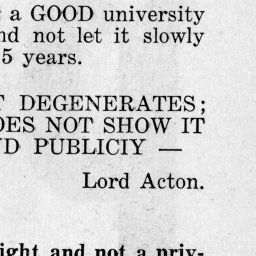 a GOOD university
nd not let it slowly
5 years.
T DEGENERATES;
OES NOT SHOW IT
ND PUBLICIY —
Lord Acton.
ight and not a priv-